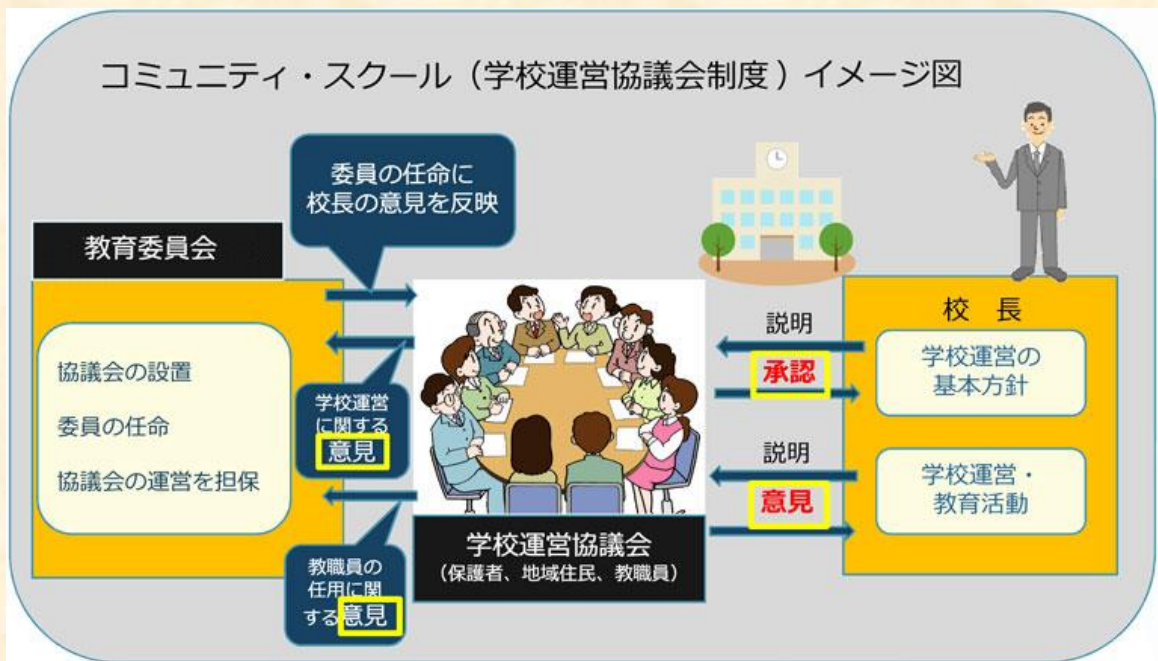 コミュニティ・スクール（学校運営協議会制度）イメージ図
委員の任命に
校長の意見を反映
教育委員会
協議会の設置
委員の任命
協議会の運営を担保
学校運営
に関する
意見
教職員の
任用に関
する意見
学校運営協議会
（保護者、地域住民、教職員）
説明
承認
説明
意見
校　長
学校運営の
基本方針
学校運営・
教育活動